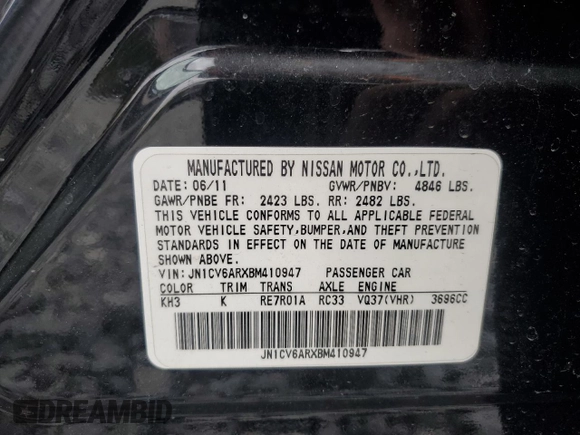 MANUFACTURED BY NISSAN MOTOR CO.,LTD.
DATE: 06/11 GVWR/PNBV: 4846 LBS.
GAWR/PNBE FR: 2423 LBS. RR: 2482 LBS.
THIS VEHICLE CONFORMS TO ALL APPLICABLE FEDERAL
MOTOR VEHICLE SAFETY,BUMPER,AND THEFT PREVENTION
STANDARDS IN EFFECT ON THE DATE OF MANUFACTURE
SHOWN ABOVE.
VIN: JN1CV6ARXBM410947 PASSENGER CAR
COLOR TRIM TRANS AXLE ENGINE
KH3 K RE7R01A RC33 VQ37(VHR) 3696CC
JN1CV6ARXBM410947
DREAMBID